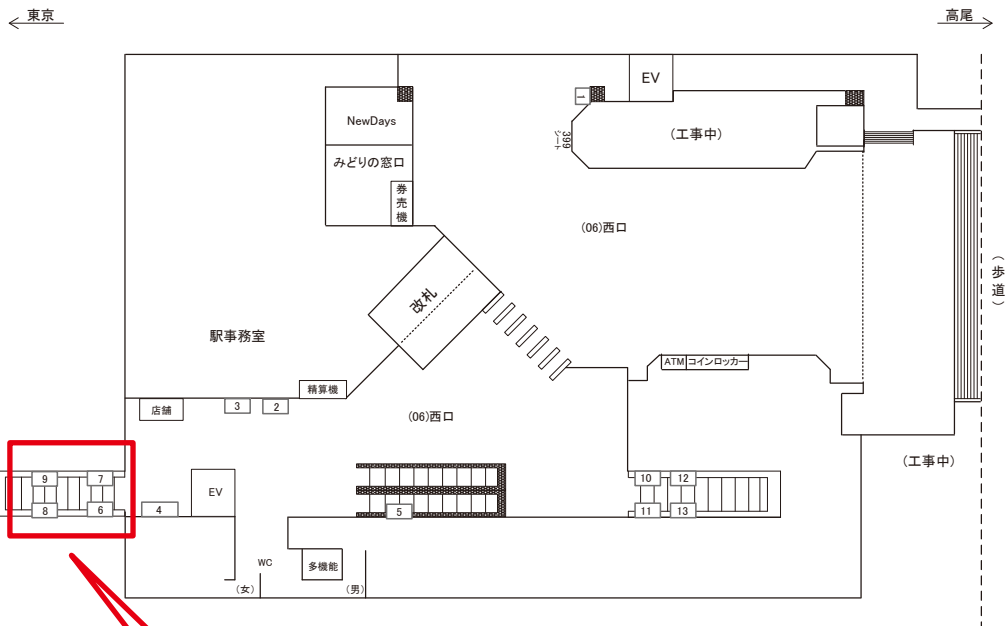 東京
高尾
EV
1
NewDays
(工事中)
399
シート
みどりの窓口
券売機
(06)西口
改札
(歩道)
駅事務室
ATM
コインロッカー
精算機
店舗
3
2
(06)西口
(工事中)
9
7
10
12
EV
8
6
4
5
11
13
WC
多機能
(女)
(男)